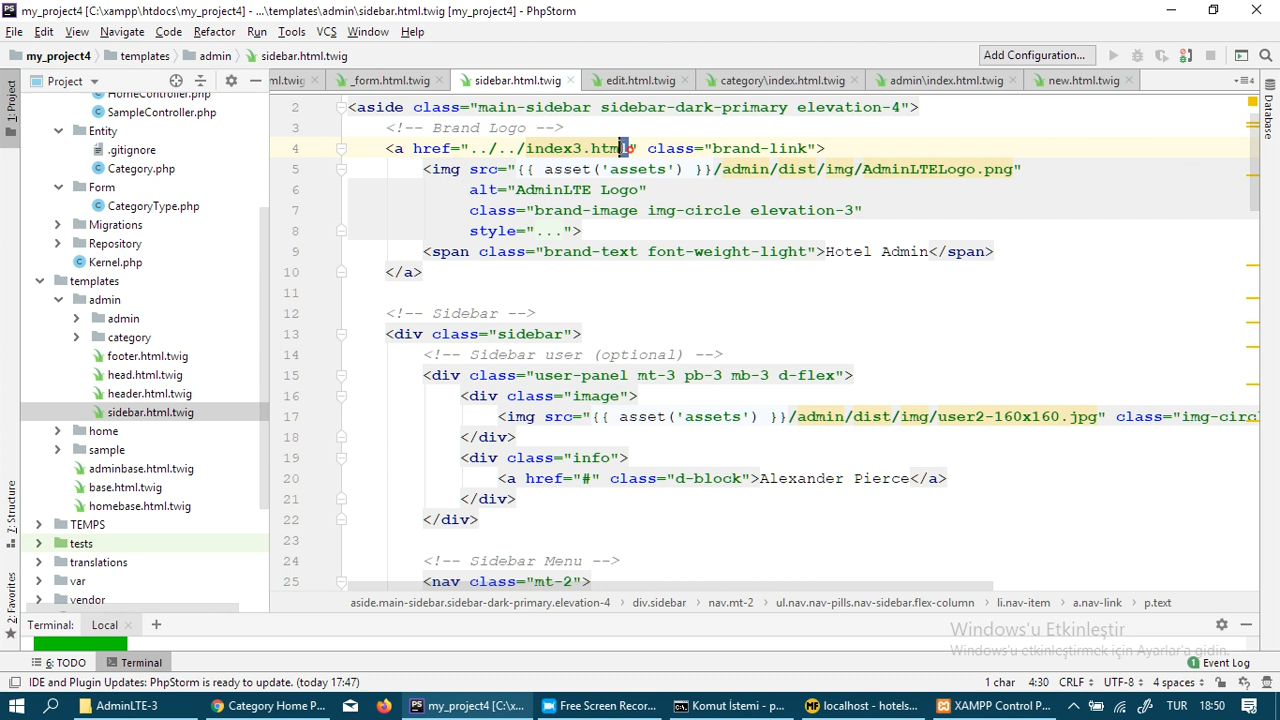 my_project4 [C:\xampp\htdocs\my_project4] - ...\templates\admin\sidebar.html.twig [my_project4] - PhpStorm
File Edit View Navigate Code Refactor Run Tools VCS Window Help
my_project4 templates admin sidebar.html.twig Add Configuration...
Project ml.twig _form.html.twig sidebar.html.twig edit.html.twig category\index.html.twig admin\index.html.twig new.html.twig
1: Project
Database
HomeController.php
SampleController.php
Entity
.gitignore
Category.php
Form
CategoryType.php
Migrations
Repository
Kernel.php
templates
admin
admin
category
footer.html.twig
head.html.twig
header.html.twig
sidebar.html.twig
home
sample
adminbase.html.twig
base.html.twig
homebase.html.twig
TEMPS
tests
translations
var
vendor
Z: Structure
2: Favorites
2 <aside class="main-sidebar sidebar-dark-primary elevation-4">
3 <!-- Brand Logo -->
4 <a href="../../index3.html" class="brand-link">
5 <img src="{{ asset('assets') }}/admin/dist/img/AdminLTELogo.png"
6 alt="AdminLTE Logo"
7 class="brand-image img-circle elevation-3"
8 style="...">
9 <span class="brand-text font-weight-light">Hotel Admin</span>
10 </a>
11
12 <!-- Sidebar -->
13 <div class="sidebar">
14 <!-- Sidebar user (optional) -->
15 <div class="user-panel mt-3 pb-3 mb-3 d-flex">
16 <div class="image">
17 <img src="{{ asset('assets') }}/admin/dist/img/user2-160x160.jpg" class="img-circ
18 </div>
19 <div class="info">
20 <a href="#" class="d-block">Alexander Pierce</a>
21 </div>
22 </div>
23
24 <!-- Sidebar Menu -->
25 <nav class="mt-2">
aside.main-sidebar.sidebar-dark-primary.elevation-4 div.sidebar nav.mt-2 ul.nav.nav-pills.nav-sidebar.flex-column li.nav-item a.nav-link p.text
Terminal: Local +
Windows'u Etkinleştir
Windows'u etkinleştirmek için Ayarlar'a gidin.
6: TODO Terminal 1 Event Log
IDE and Plugin Updates: PhpStorm is ready to update. (today 17:47) 1 char 4:30 CRLF UTF-8 4 spaces
AdminLTE-3 Category Home P... my_project4 [C:\x... Free Screen Recor... Komut İstemi - p... localhost - hotels... XAMPP Control P... TUR 18:50